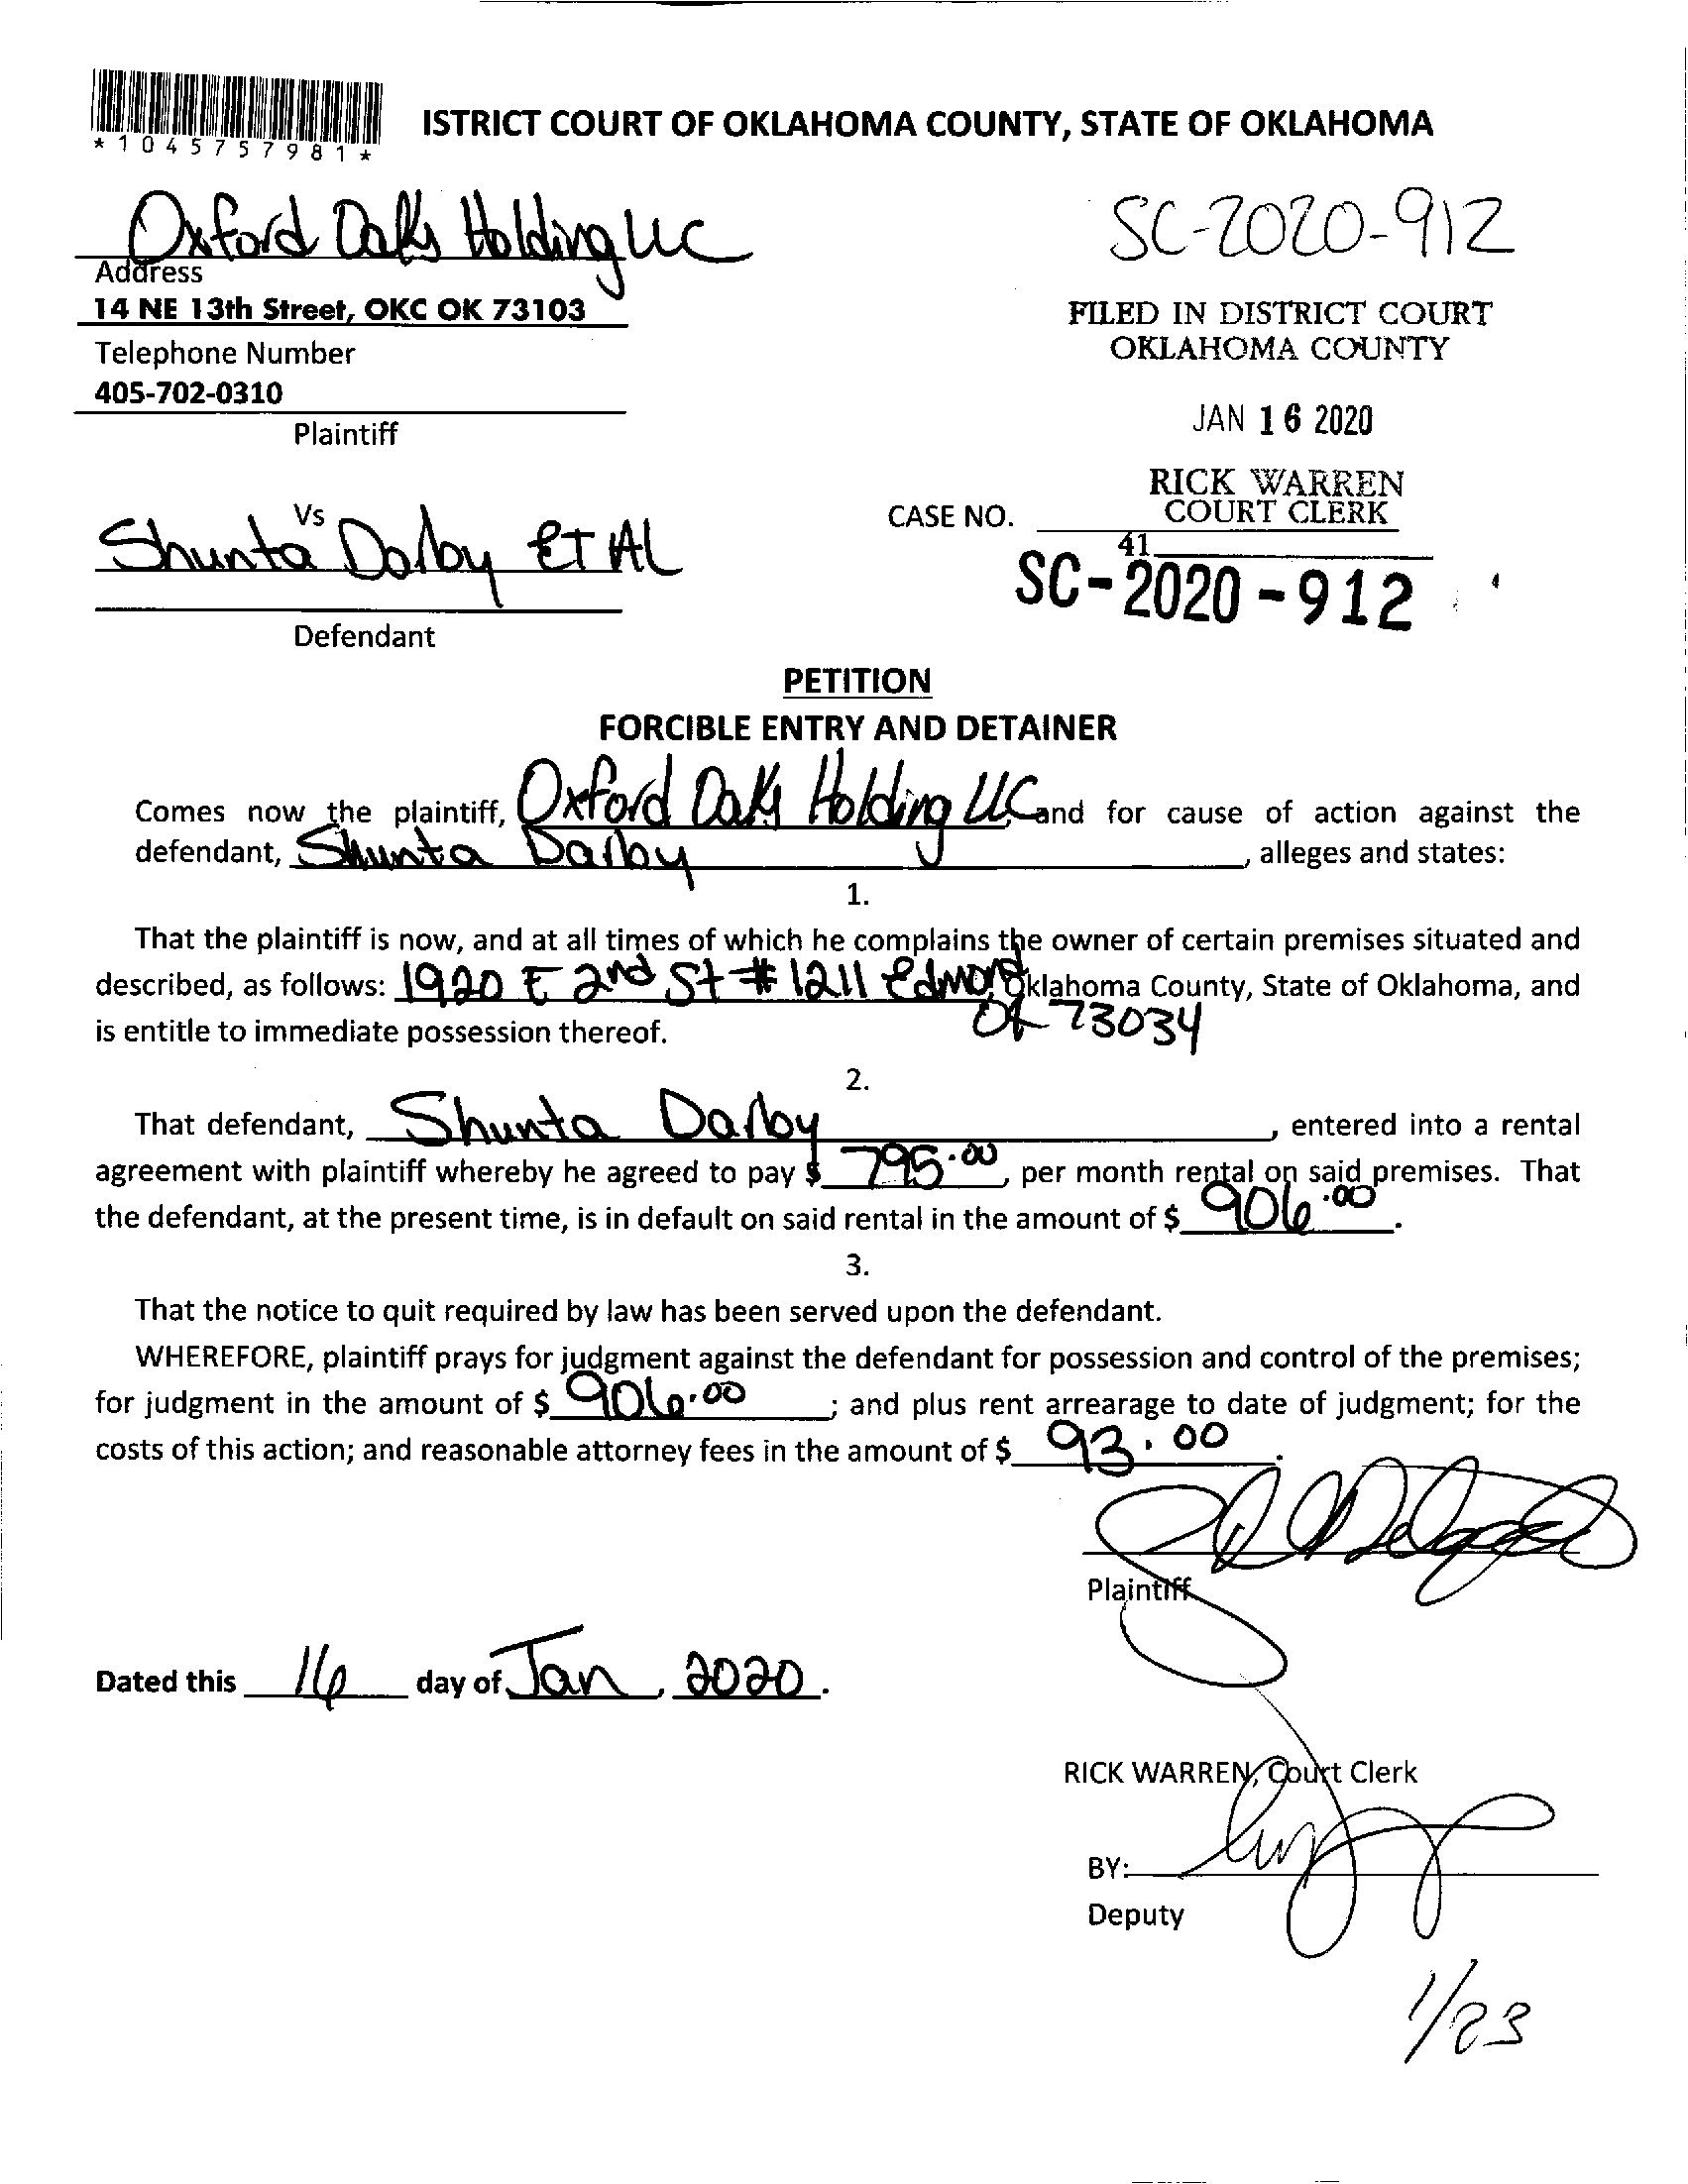 *1045757981*
ISTRICT COURT OF OKLAHOMA COUNTY, STATE OF OKLAHOMA
Oxford Oaks Holding LLC
SC-2020-912
Address
14 NE 13th Street, OKC OK 73103
FILED IN DISTRICT COURT
OKLAHOMA COUNTY
Telephone Number
405-702-0310
JAN 16 2020
Plaintiff
RICK WARREN
COURT CLERK
Vs
CASE NO.
Shunta Darby ET AL
41
SC-2020-912
Defendant
PETITION
FORCIBLE ENTRY AND DETAINER
Comes now the plaintiff, Oxford Oaks Holding LLC, and for cause of action against the
defendant, Shunta Darby, alleges and states:
1.
That the plaintiff is now, and at all times of which he complains the owner of certain premises situated and
described, as follows: 1920 E 2nd St #1211 Edmond Oklahoma County, State of Oklahoma, and
is entitle to immediate possession thereof. OK 73034
2.
That defendant, Shunta Darby, entered into a rental
agreement with plaintiff whereby he agreed to pay $ 795.00, per month rental on said premises. That
the defendant, at the present time, is in default on said rental in the amount of $ 906.00.
3.
That the notice to quit required by law has been served upon the defendant.
WHEREFORE, plaintiff prays for judgment against the defendant for possession and control of the premises;
for judgment in the amount of $ 906.00; and plus rent arrearage to date of judgment; for the
costs of this action; and reasonable attorney fees in the amount of $ 93.00.
Plaintiff
Dated this 16 day of Jan, 2020.
RICK WARREN, Court Clerk
BY:
Deputy
1/23